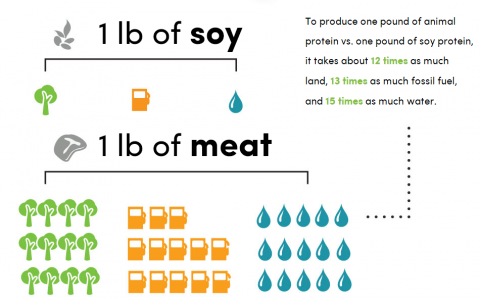 1 lb of soy
To produce one pound of animal
protein vs. one pound of soy protein,
it takes about 12 times as much
land, 13 times as much fossil fuel,
and 15 times as much water.
1 lb of meat